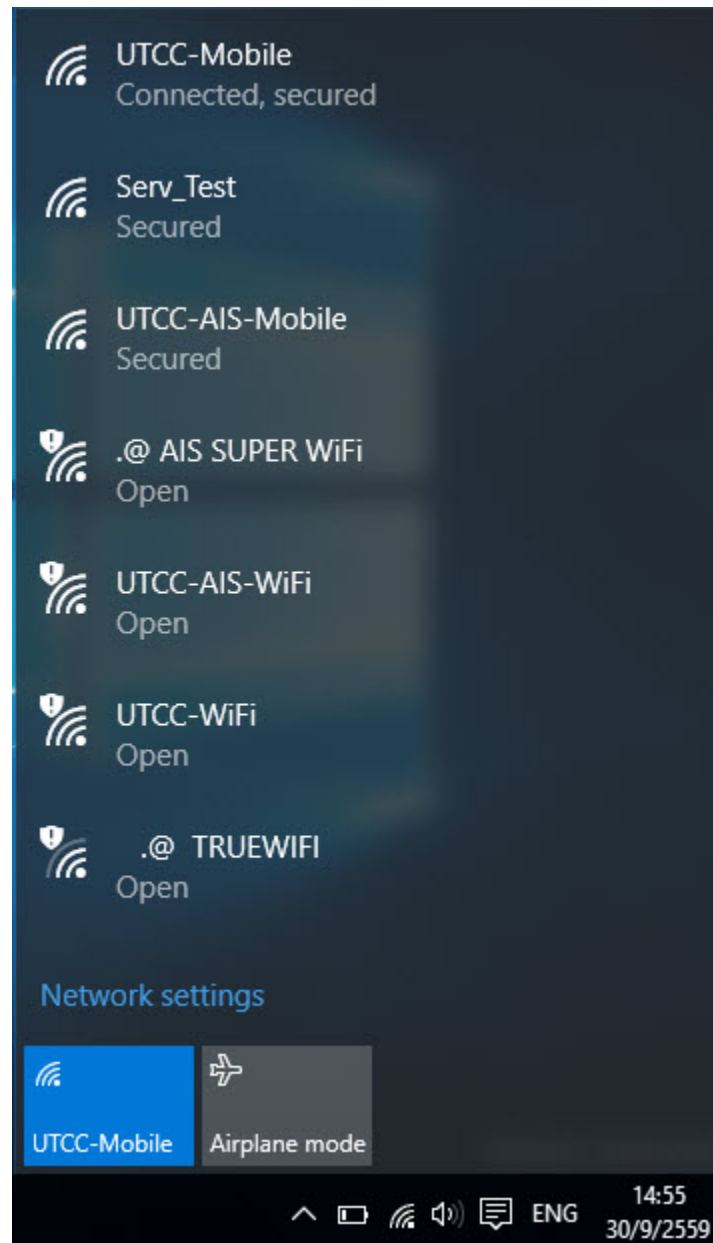 UTCC-Mobile
Connected, secured
Serv_Test
Secured
UTCC-AIS-Mobile
Secured
.@ AIS SUPER WiFi
Open
UTCC-AIS-WiFi
Open
UTCC-WiFi
Open
.@ TRUEWIFI
Open
Network settings
UTCC-Mobile
Airplane mode
ENG
14:55
30/9/2559